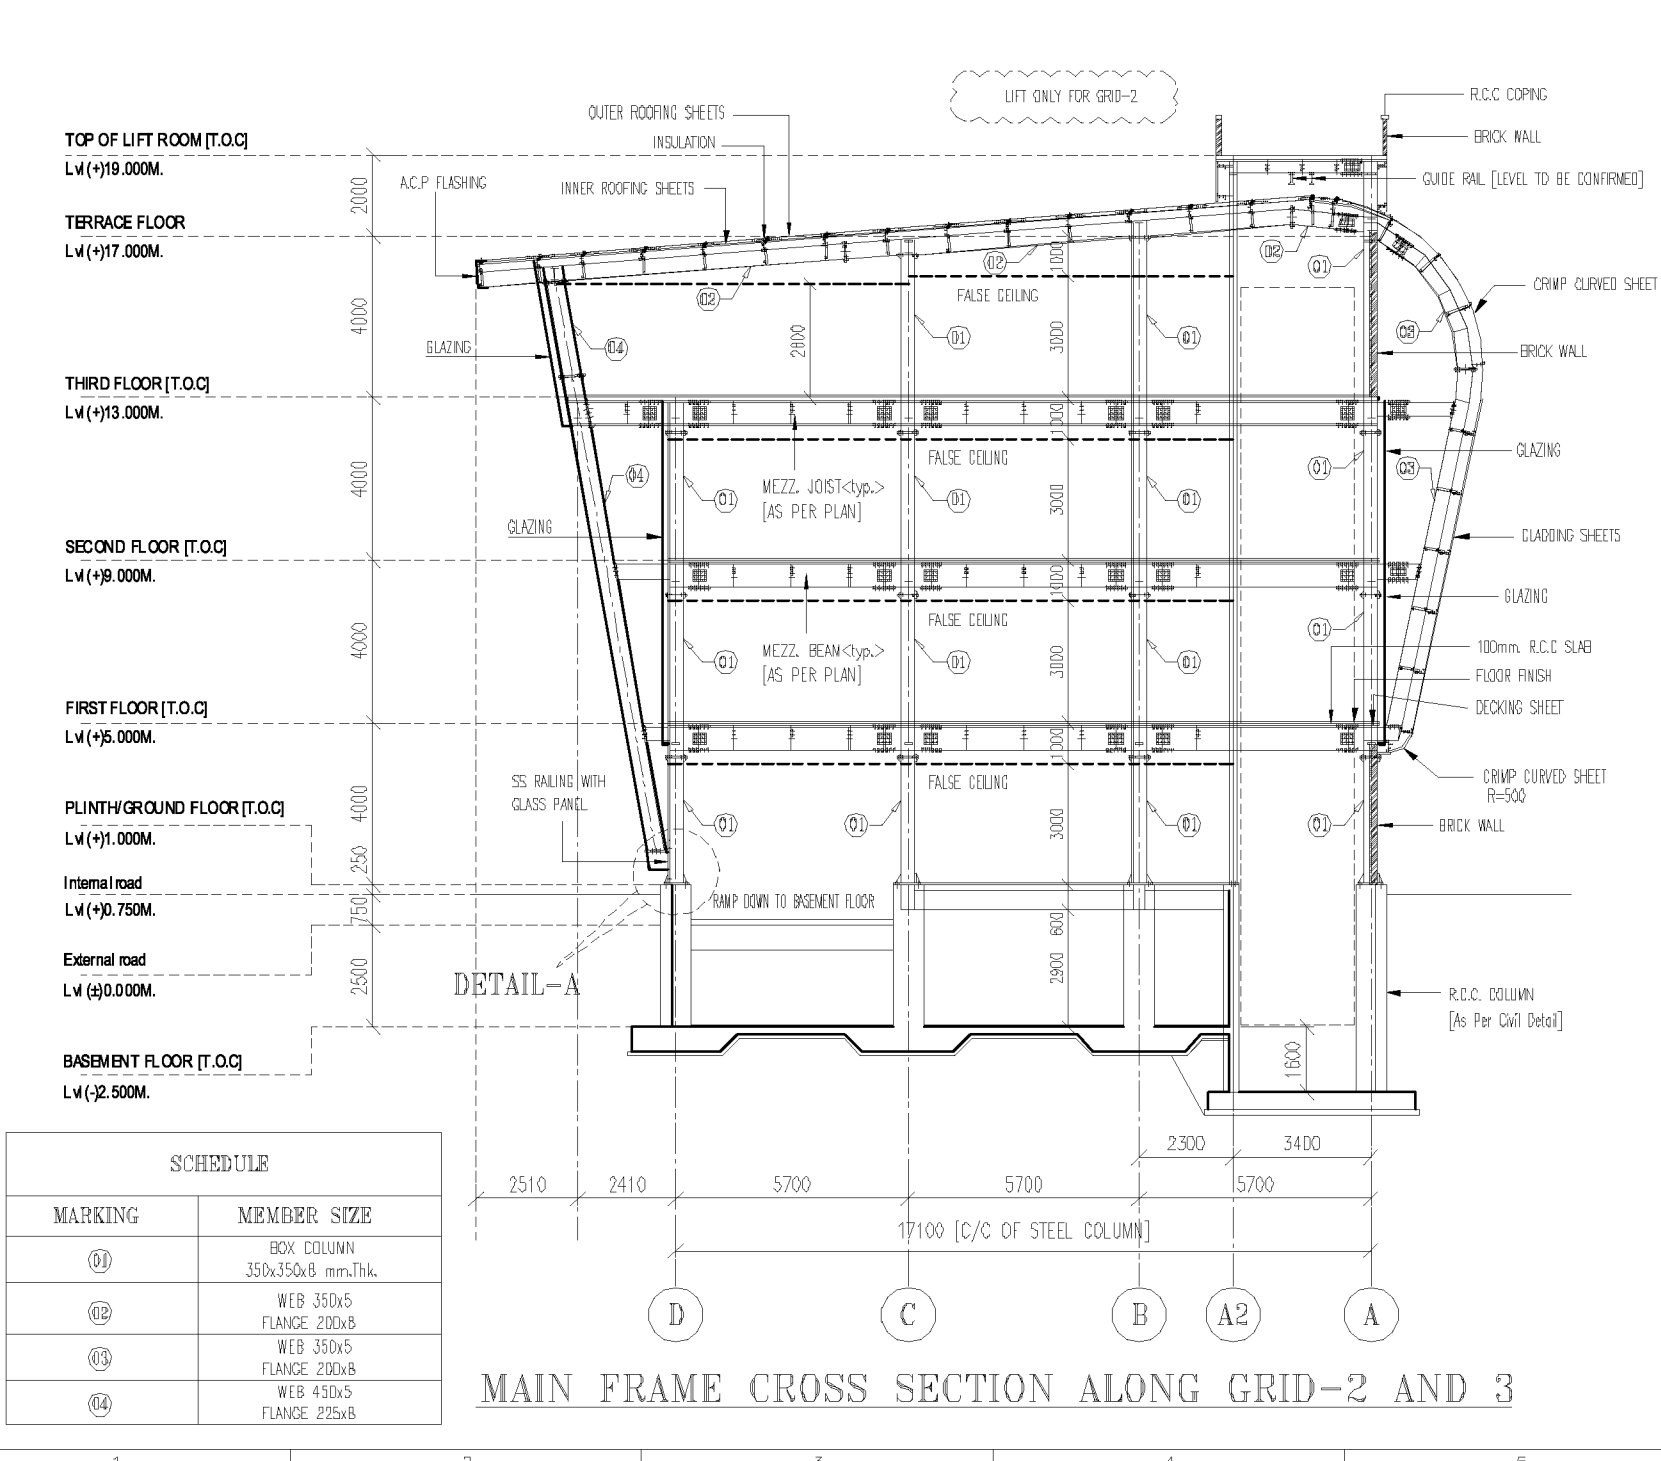 LIFT ONLY FOR GRID-2
R.C.C COPING
OUTER ROOFING SHEETS
BRICK WALL
TOP OF LIFT ROOM [T.O.C]
INSULATION
Lvl (+)19.000M.
A.C.P FLASHING
INNER ROOFING SHEETS
GUIDE RAIL [LEVEL TO BE CONFIRMED]
2000
TERRACE FLOOR
Lvl (+)17.000M.
02
1000
02
01
02
FALSE CEILING
CRIMP CURVED SHEET
4000
GLAZING
04
2800
01
3000
01
03
BRICK WALL
THIRD FLOOR [T.O.C]
Lvl (+)13.000M.
1000
FALSE CEILING
GLAZING
04
01
03
4000
MEZZ. JOIST<typ.>
[AS PER PLAN]
01
01
3000
01
GLAZING
CLADDING SHEETS
SECOND FLOOR [T.O.C]
Lvl (+)9.000M.
1000
GLAZING
FALSE CEILING
01
4000
MEZZ. BEAM<typ.>
[AS PER PLAN]
01
01
3000
01
100mm. R.C.C SLAB
FLOOR FINISH
DECKING SHEET
FIRST FLOOR [T.O.C]
Lvl (+)5.000M.
1000
SS RAILING WITH
GLASS PANEL
FALSE CEILING
CRIMP CURVED SHEET
R=500
PLINTH/GROUND FLOOR [T.O.C]
Lvl (+)1.000M.
4000
01
01
3000
01
01
BRICK WALL
250
Internal road
Lvl (+)0.750M.
750
RAMP DOWN TO BASEMENT FLOOR
600
External road
Lvl (±)0.000M.
2500
DETAIL-A
2900
R.C.C. COLUMN
[As Per Civil Detail]
BASEMENT FLOOR [T.O.C]
Lvl (-)2.500M.
1600
2300
3400
2510
2410
5700
5700
5700
17100 [C/C OF STEEL COLUMN]
D
C
B
A2
A
SCHEDULE
MARKING
MEMBER SIZE
01
BOX COLUMN
350x350x8 mm.Thk.
02
WEB 350x5
FLANGE 200x8
03
WEB 350x5
FLANGE 200x8
04
WEB 450x5
FLANGE 225x8
MAIN FRAME CROSS SECTION ALONG GRID-2 AND 3